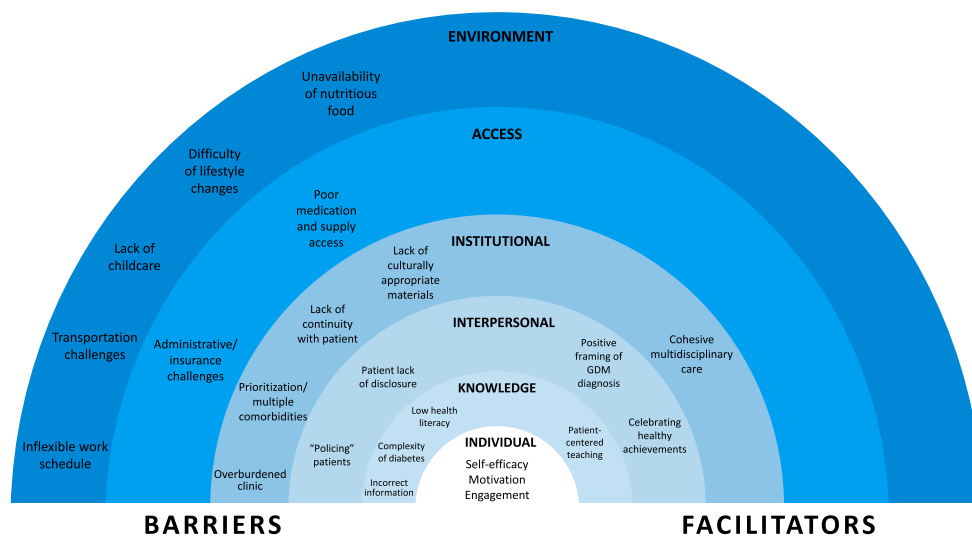 ENVIRONMENT
Unavailability
of nutritious
food
Difficulty
of lifestyle
changes
Lack of
childcare
Transportation
challenges
Inflexible work
schedule
ACCESS
Poor
medication
and supply
access
Administrative/
insurance
challenges
INSTITUTIONAL
Lack of
culturally
appropriate
materials
Lack of
continuity
with patient
Prioritization/
multiple
comorbidities
Overburdened
clinic
Cohesive
multidisciplinary
care
INTERPERSONAL
Patient lack
of disclosure
“Policing”
patients
Positive
framing of
GDM
diagnosis
Celebrating
healthy
achievements
KNOWLEDGE
Low health
literacy
Complexity
of diabetes
Incorrect
information
Patient-
centered
teaching
INDIVIDUAL
Self-efficacy
Motivation
Engagement
BARRIERS
FACILITATORS